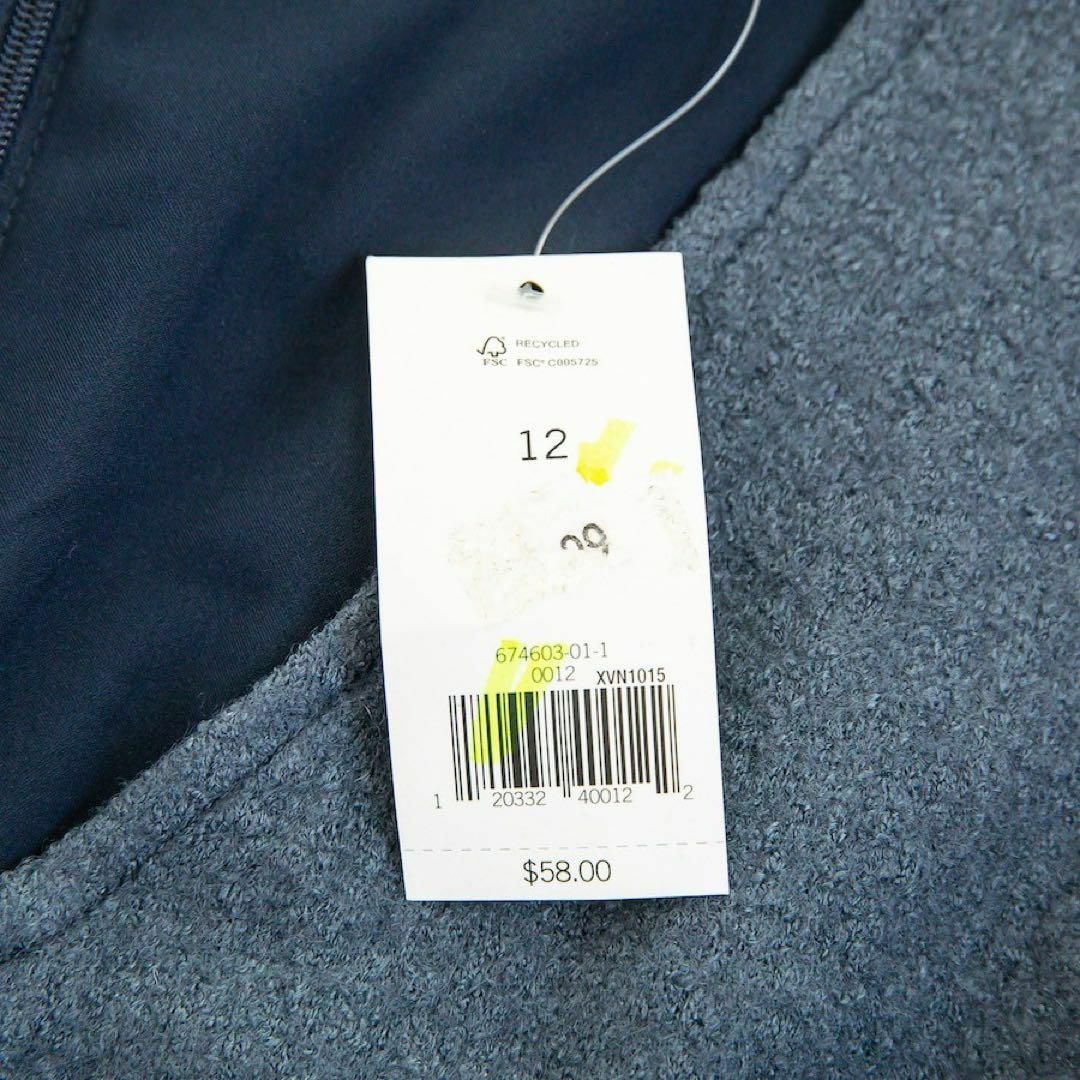 RECYCLED
FSC FSC® C005725
12
674603-01-1
0012 XVN1015
1 20332 40012 2
$58.00